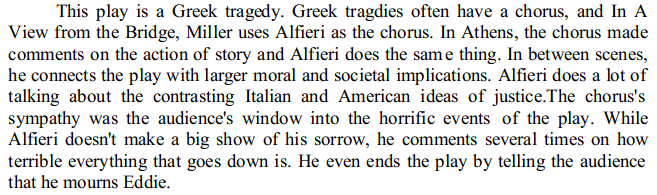 This play is a Greek tragedy. Greek tragdies often have a chorus, and In A
View from the Bridge, Miller uses Alfieri as the chorus. In Athens, the chorus made
comments on the action of story and Alfieri does the same thing. In between scenes,
he connects the play with larger moral and societal implications. Alfieri does a lot of
talking about the contrasting Italian and American ideas of justice.The chorus's
sympathy was the audience's window into the horrific events of the play. While
Alfieri doesn't make a big show of his sorrow, he comments several times on how
terrible everything that goes down is. He even ends the play by telling the audience
that he mourns Eddie.